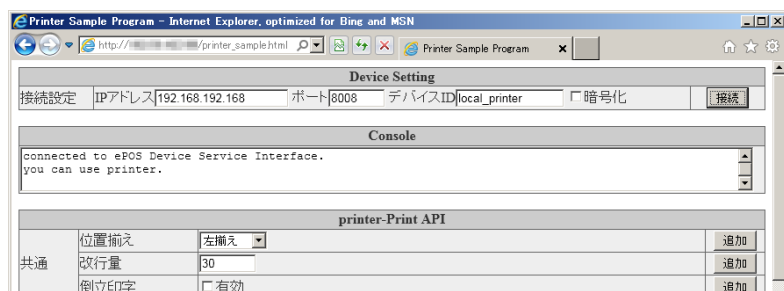 Printer Sample Program - Internet Explorer, optimized for Bing and MSN
http:// /printer_sample.html Printer Sample Program
Device Setting
接続設定 IPアドレス 192.168.192.168 ポート 8008 デバイスID local_printer 暗号化 接続
Console
connected to ePOS Device Service Interface.
you can use printer.
printer-Print API
位置揃え 左揃え 追加
共通 改行量 30 追加
倒立印字 有効 追加